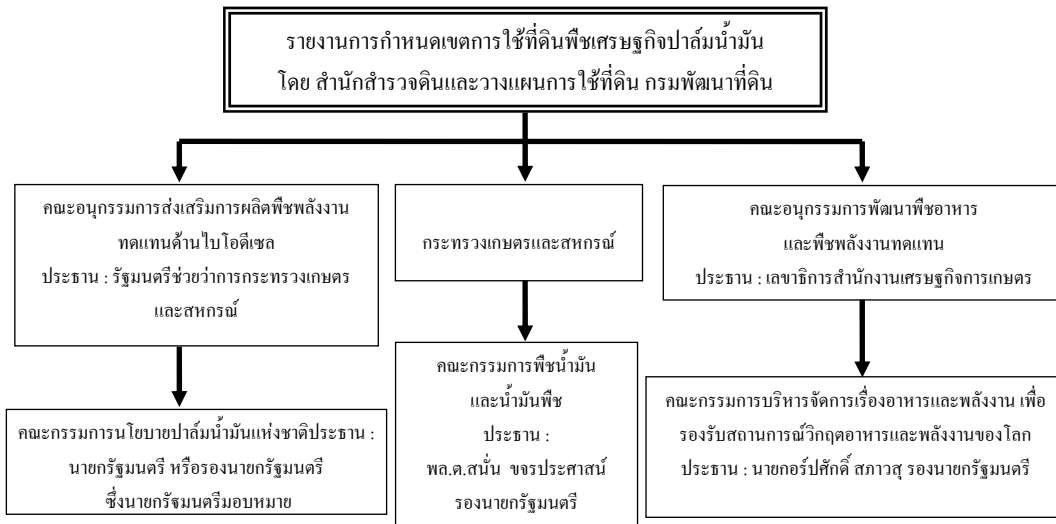 รายงานการกำหนดเขตการใช้ที่ดินพืชเศรษฐกิจปาล์มน้ำมัน
โดย สำนักสำรวจดินและวางแผนการใช้ที่ดิน กรมพัฒนาที่ดิน
คณะอนุกรรมการส่งเสริมการผลิตพืชพลังงาน
ทดแทนด้านไบโอดีเซล
ประธาน : รัฐมนตรีช่วยว่าการกระทรวงเกษตร
และสหกรณ์
กระทรวงเกษตรและสหกรณ์
คณะอนุกรรมการพัฒนาพืชอาหาร
และพืชพลังงานทดแทน
ประธาน : เลขาธิการสำนักงานเศรษฐกิจการเกษตร
คณะกรรมการนโยบายปาล์มน้ำมันแห่งชาติประธาน :
นายกรัฐมนตรี หรือรองนายกรัฐมนตรี
ซึ่งนายกรัฐมนตรีมอบหมาย
คณะกรรมการพืชน้ำมัน
และน้ำมันพืช
ประธาน :
พล.ต.สนั่น ขจรประศาสน์
รองนายกรัฐมนตรี
คณะกรรมการบริหารจัดการเรื่องอาหารและพลังงาน เพื่อ
รองรับสถานการณ์วิกฤตอาหารและพลังงานของโลก
ประธาน : นายกอร์ปศักดิ์ สภาวสุ รองนายกรัฐมนตรี